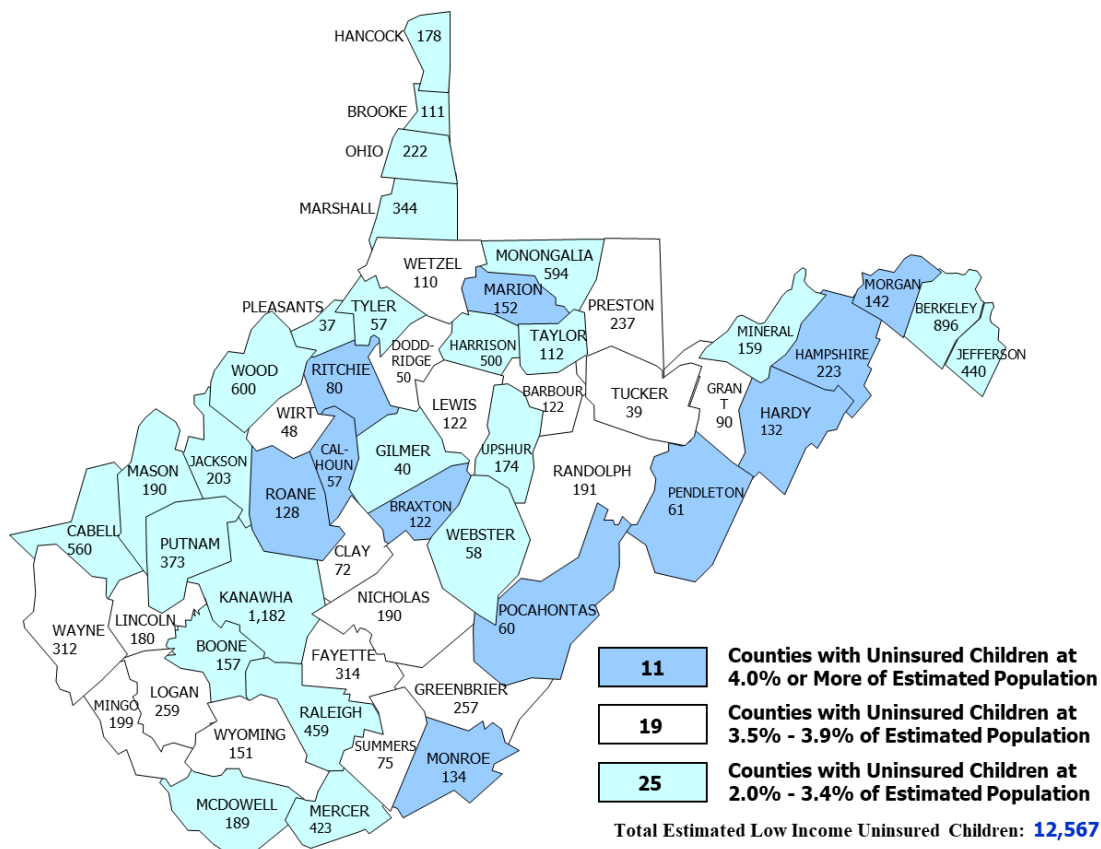 HANCOCK 178
BROOKE 111
OHIO 222
MARSHALL 344
WETZEL
110
MONONGALIA
594
MARION
152
PRESTON
237
PLEASANTS
37
TYLER
57
DODD-
RIDGE
50
HARRISON
500
TAYLOR
112
MORGAN
142
BERKELEY
896
JEFFERSON
440
MINERAL
159
HAMPSHIRE
223
WOOD
600
RITCHIE
80
WIRT
48
LEWIS
122
BARBOUR
122
TUCKER
39
GRAN
T
90
HARDY
132
MASON
190
JACKSON
203
CAL-
HOUN
57
GILMER
40
UPSHUR
174
RANDOLPH
191
PENDLETON
61
ROANE
128
BRAXTON
122
WEBSTER
58
CABELL
560
PUTNAM
373
CLAY
72
KANAWHA
1,182
NICHOLAS
190
POCAHONTAS
60
WAYNE
312
LINCOLN
180
BOONE
157
FAYETTE
314
GREENBRIER
257
MINGO
199
LOGAN
259
WYOMING
151
RALEIGH
459
SUMMERS
75
MONROE
134
MCDOWELL
189
MERCER
423
11 Counties with Uninsured Children at
4.0% or More of Estimated Population
19 Counties with Uninsured Children at
3.5% - 3.9% of Estimated Population
25 Counties with Uninsured Children at
2.0% - 3.4% of Estimated Population
Total Estimated Low Income Uninsured Children: 12,567